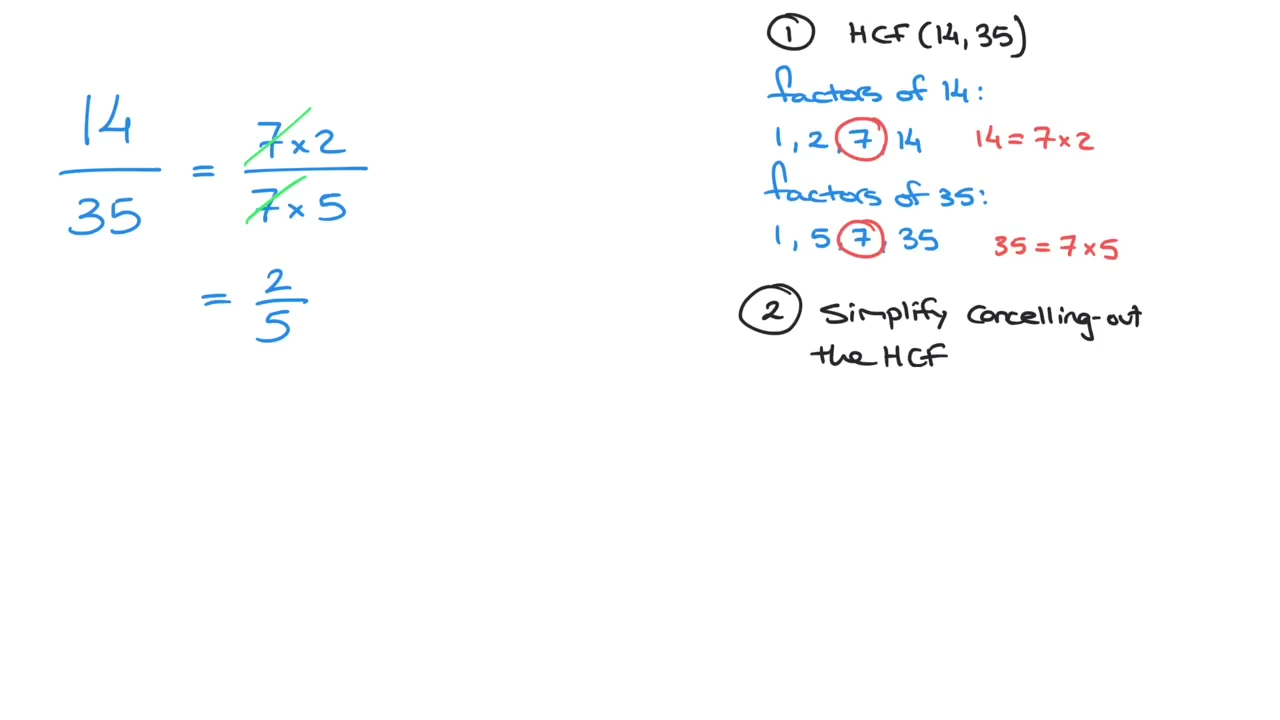 14/35 = 7×2/7×5
= 2/5
① HCF(14,35)
factors of 14:
1, 2, 7, 14 14 = 7×2
factors of 35:
1, 5, 7, 35 35 = 7×5
② Simplify cancelling-out
the HCF